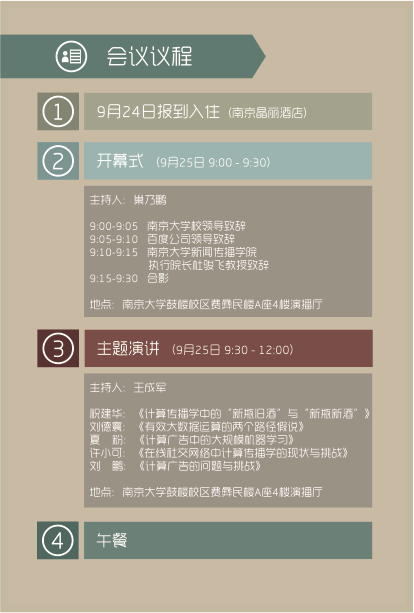 会议议程
1
9月24日报到入住（南京晶丽酒店）
2
开幕式（9月25日 9:00 - 9:30）
主持人：巢乃鹏
9:00-9:05 南京大学校领导致辞
9:05-9:10 百度公司领导致辞
9:10-9:15 南京大学新闻传播学院
执行院长杜骏飞教授致辞
9:15-9:30 合影
地点：南京大学鼓楼校区费彝民楼A座4楼演播厅
3
主题演讲（9月25日 9:30 - 12:00）
主持人：王成军
祝建华：《计算传播学中的“新瓶旧酒”与“新瓶新酒”》
刘德寰：《有效大数据运算的两个路径假说》
夏 粉：《计算广告中的大规模机器学习》
许小可：《在线社交网络中计算传播学的现状与挑战》
刘 鹏：《计算广告的问题与挑战》
地点：南京大学鼓楼校区费彝民楼A座4楼演播厅
4
午餐